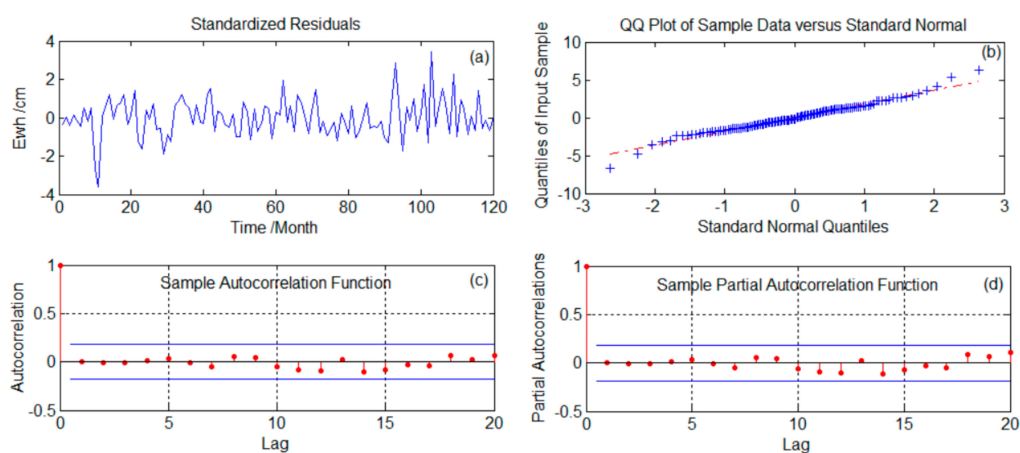 Standardized Residuals
(a)
Ewh /cm
4
2
0
-2
-4
0 20 40 60 80 100 120
Time /Month
QQ Plot of Sample Data versus Standard Normal
(b)
Quantiles of Input Sample
10
5
0
-5
-10
-3 -2 -1 0 1 2 3
Standard Normal Quantiles
Sample Autocorrelation Function
(c)
Autocorrelation
1
0.5
0
-0.5
0 5 10 15 20
Lag
Sample Partial Autocorrelation Function
(d)
Partial Autocorrelations
1
0.5
0
-0.5
0 5 10 15 20
Lag